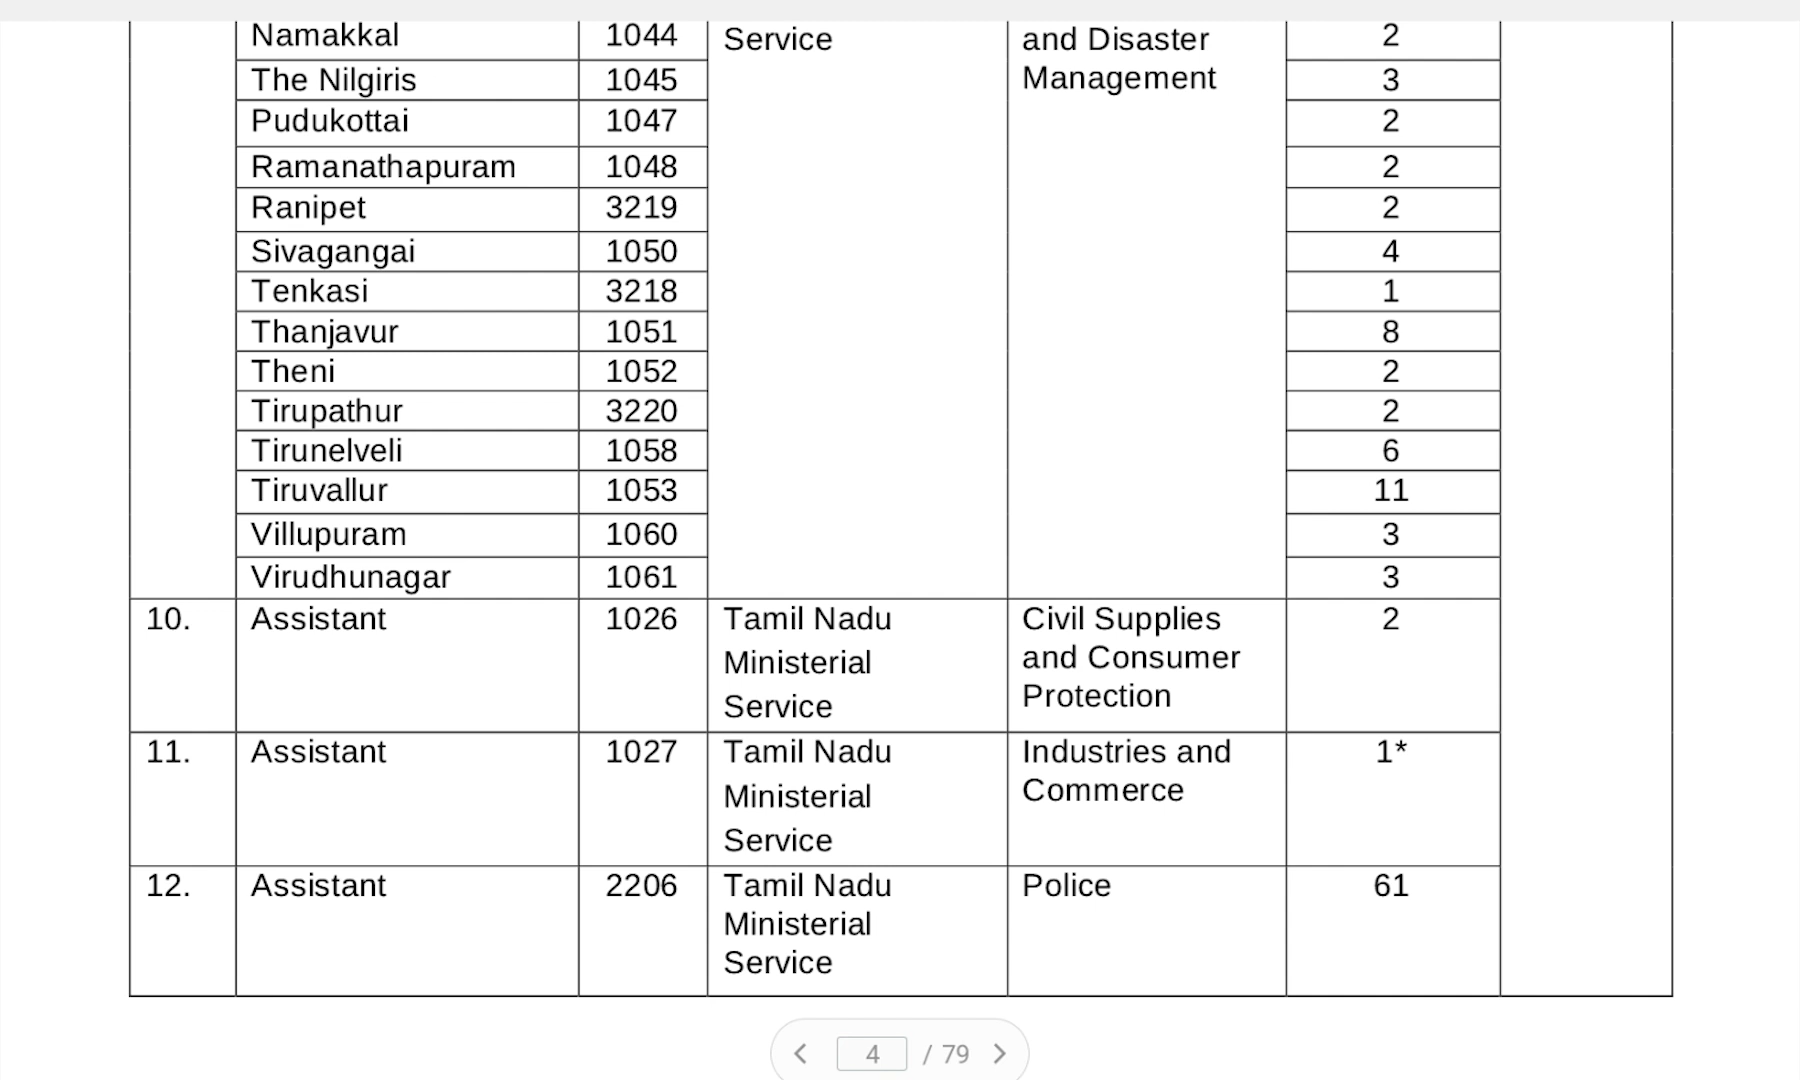 Namakkal 1044 Service and Disaster 2
The Nilgiris 1045 Management 3
Pudukottai 1047 2
Ramanathapuram 1048 2
Ranipet 3219 2
Sivagangai 1050 4
Tenkasi 3218 1
Thanjavur 1051 8
Theni 1052 2
Tirupathur 3220 2
Tirunelveli 1058 6
Tiruvallur 1053 11
Villupuram 1060 3
Virudhunagar 1061 3
10. Assistant 1026 Tamil Nadu Civil Supplies 2
Ministerial and Consumer
Service Protection
11. Assistant 1027 Tamil Nadu Industries and 1*
Ministerial Commerce
Service
12. Assistant 2206 Tamil Nadu Police 61
Ministerial
Service
4 / 79